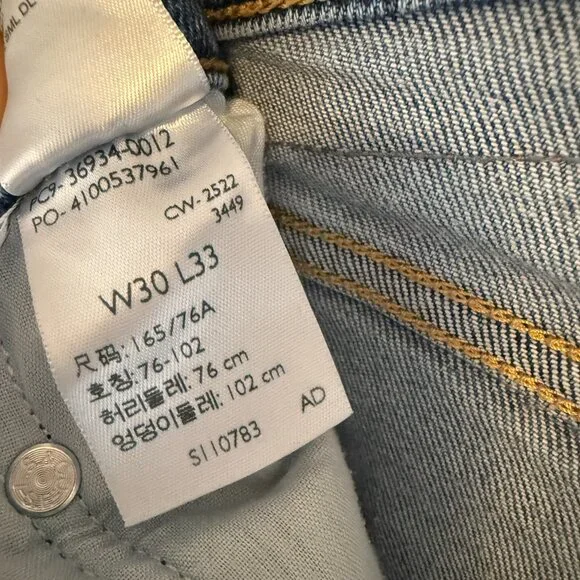 PC9-36934-0012
PO-4100537961
CW-2522
3449
W30 L33
尺码: 165/76A
호칭: 76-102
허리둘레: 76 cm
엉덩이둘레: 102 cm
S110783 AD